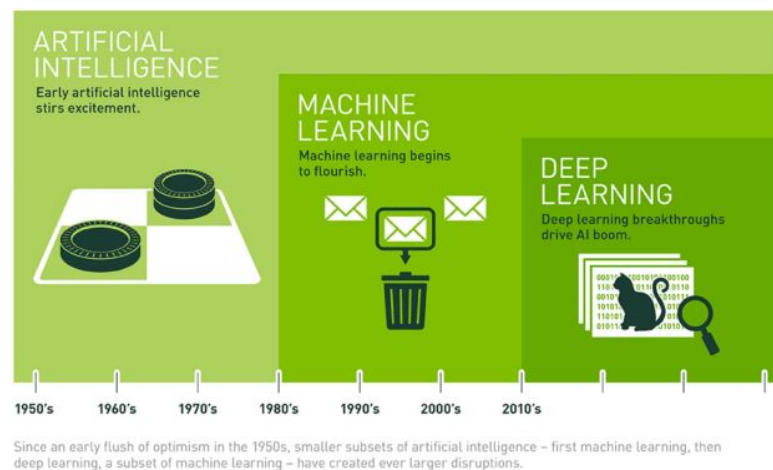 ARTIFICIAL
INTELLIGENCE
Early artificial intelligence
stirs excitement.
MACHINE
LEARNING
Machine learning begins
to flourish.
DEEP
LEARNING
Deep learning breakthroughs
drive AI boom.
1950's 1960's 1970's 1980's 1990's 2000's 2010's
Since an early flush of optimism in the 1950s, smaller subsets of artificial intelligence – first machine learning, then
deep learning, a subset of machine learning – have created ever larger disruptions.